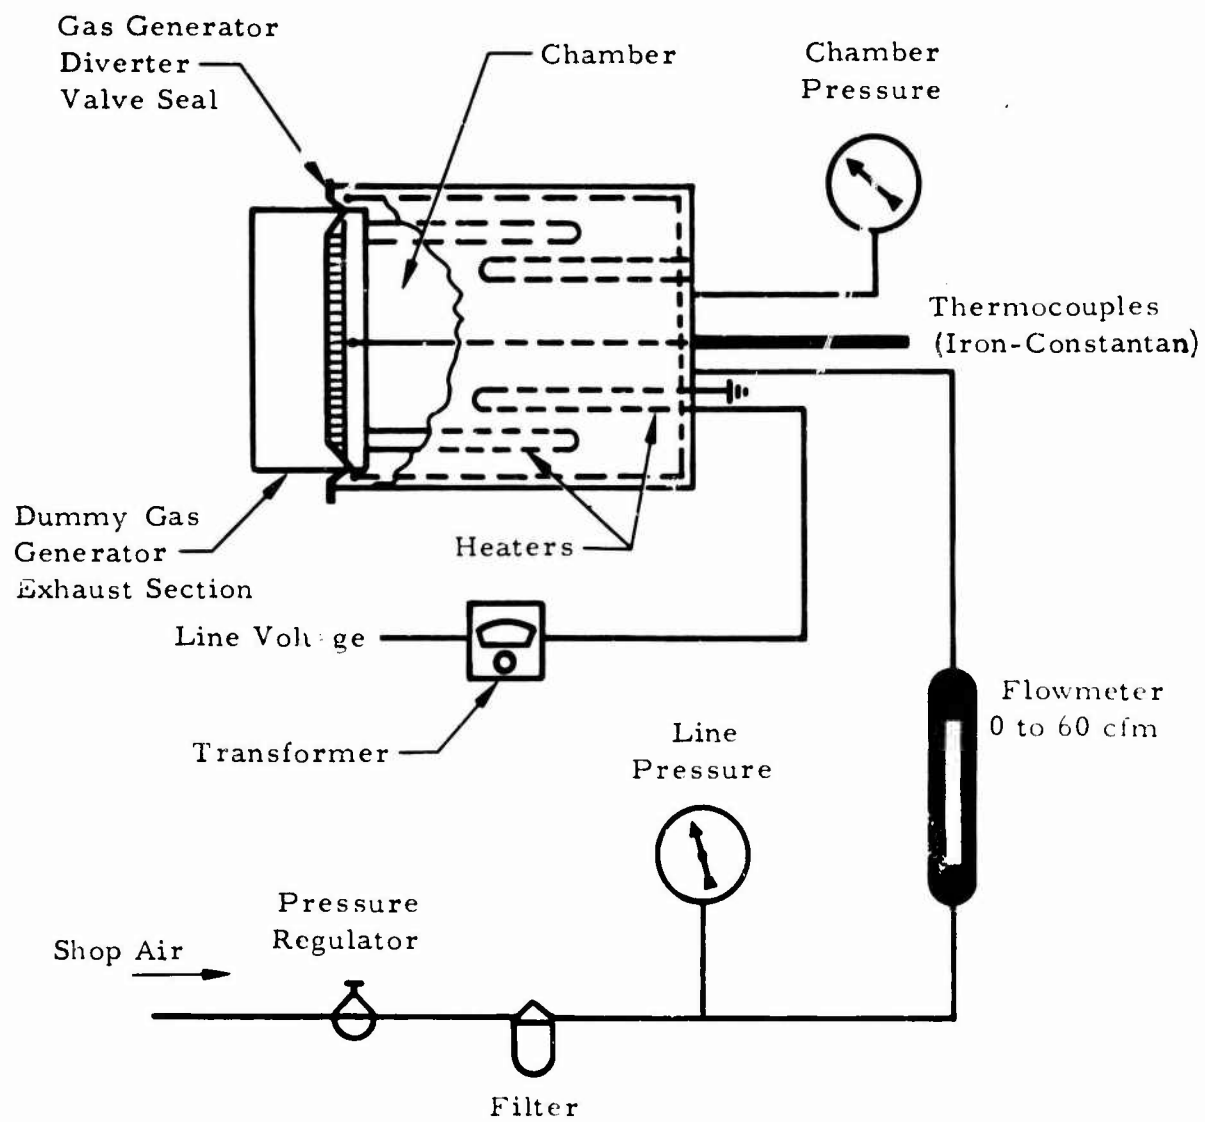 Gas Generator
Diverter
Valve Seal
Chamber
Chamber
Pressure
Thermocouples
(Iron-Constantan)
Dummy Gas
Generator
Exhaust Section
Heaters
Line
Transformer
Flowmeter
0 to 60 cfm
Line
Pressure
Pressure
Regulator
Shop Air
Filter